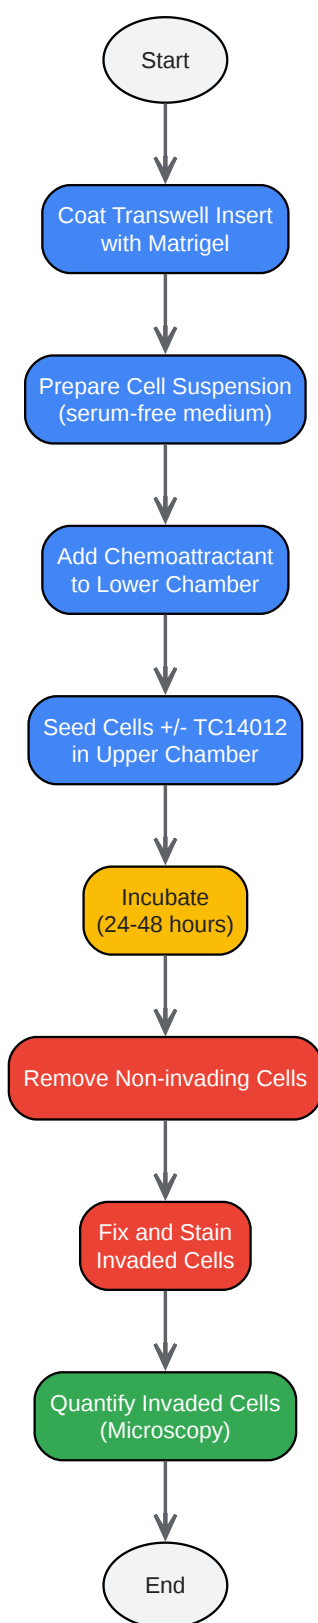 Start
Coat Transwell Insert
with Matrigel
Prepare Cell Suspension
(serum-free medium)
Add Chemoattractant
to Lower Chamber
Seed Cells +/- TC14012
in Upper Chamber
Incubate
(24-48 hours)
Remove Non-invading Cells
Fix and Stain
Invaded Cells
Quantify Invaded Cells
(Microscopy)
End